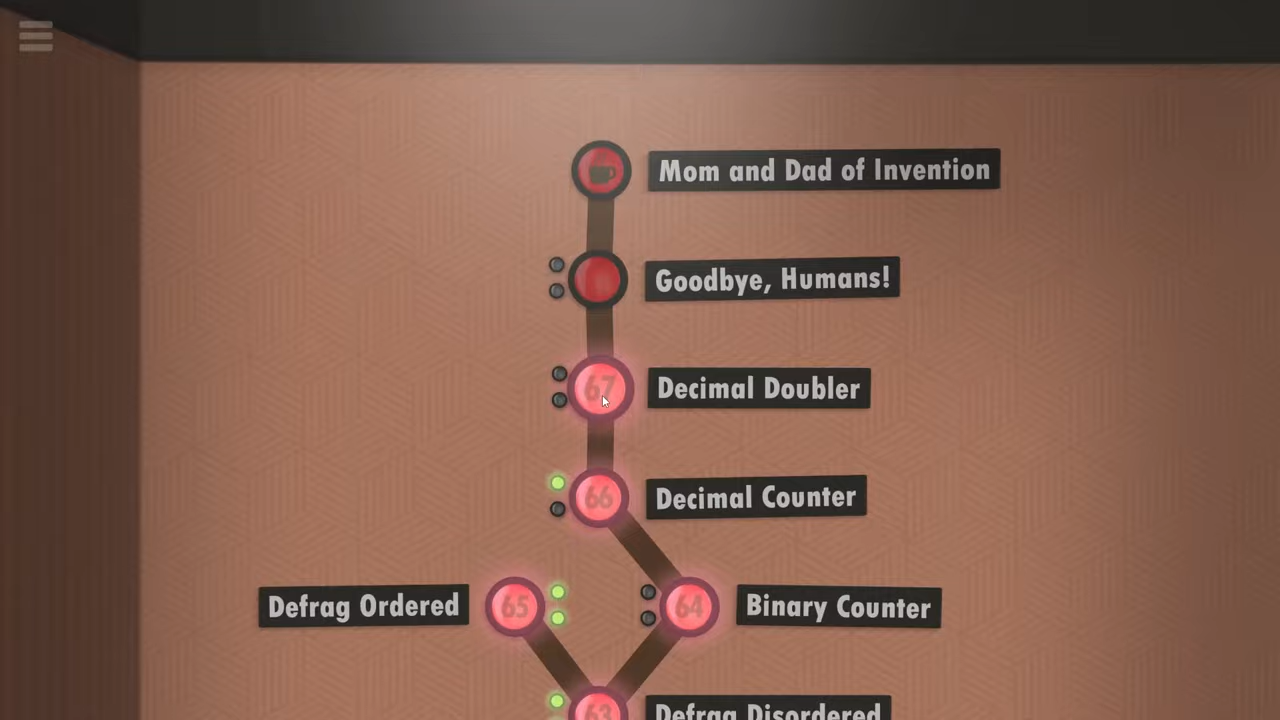 Mom and Dad of Invention
Goodbye, Humans!
67
Decimal Doubler
66
Decimal Counter
Defrag Ordered
65
64
Binary Counter
63
Defrag Disordered